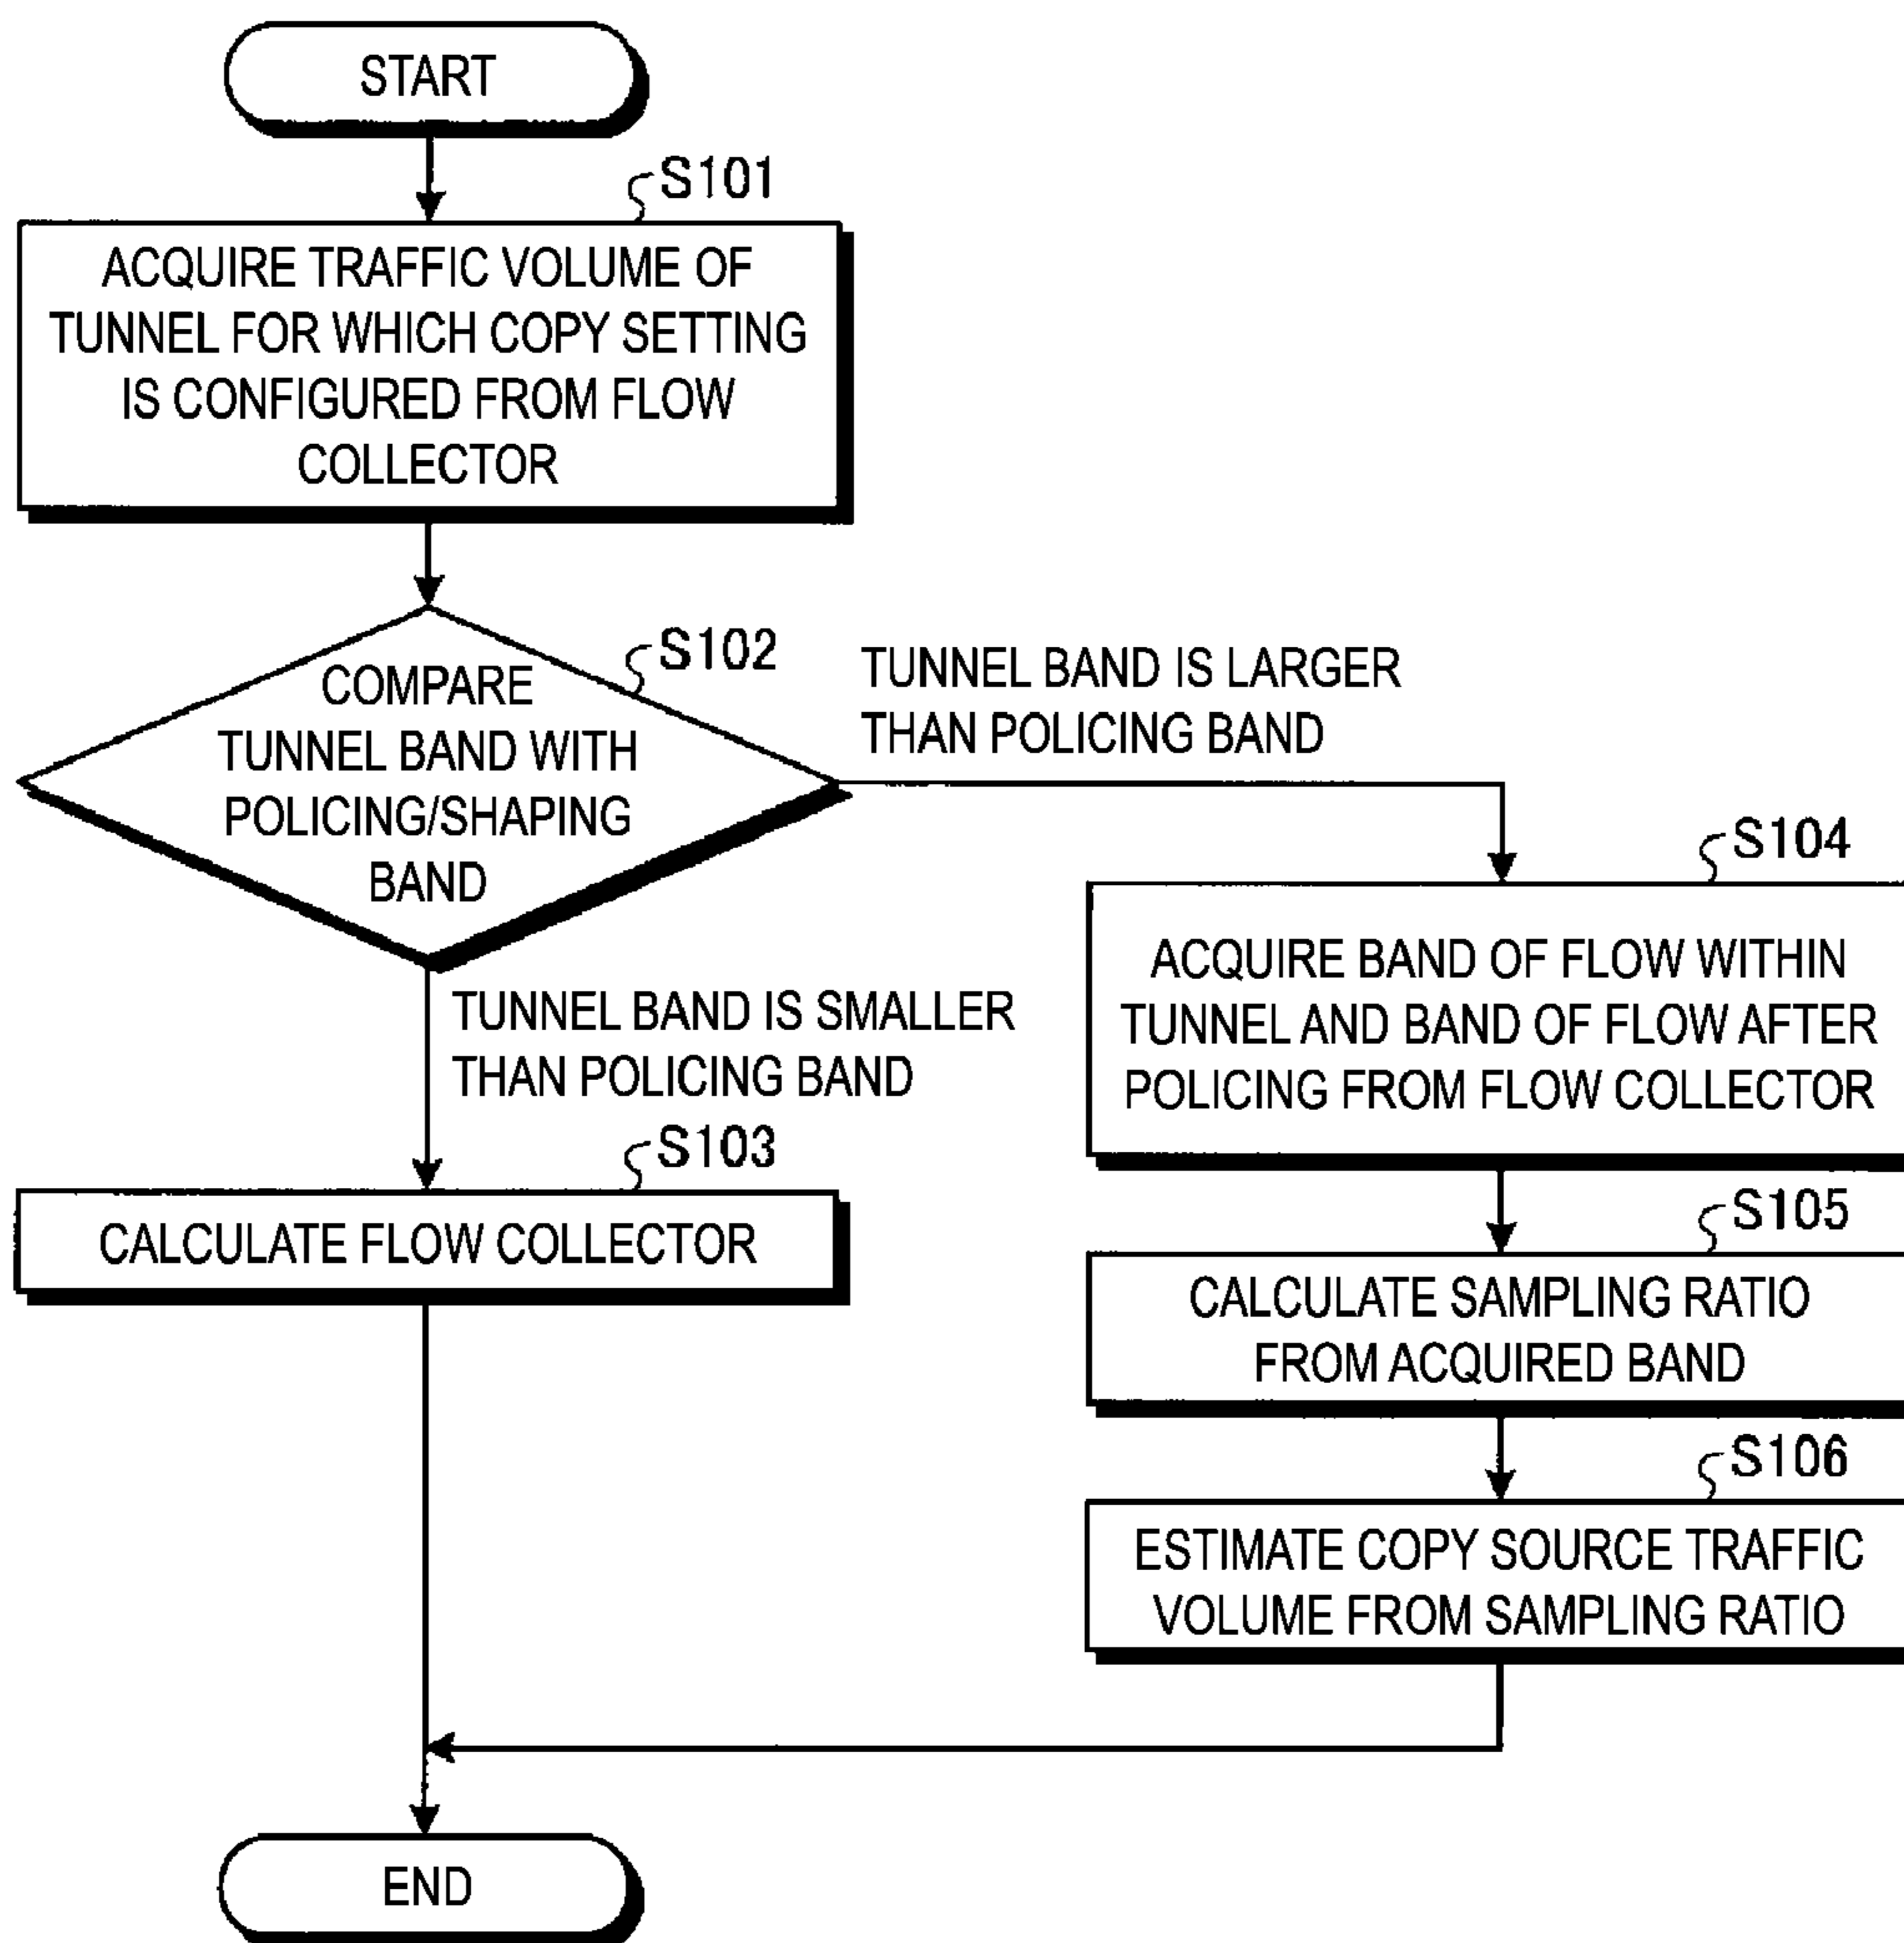 START
S101
ACQUIRE TRAFFIC VOLUME OF
TUNNEL FOR WHICH COPY SETTING
IS CONFIGURED FROM FLOW
COLLECTOR
S102
COMPARE
TUNNEL BAND WITH
POLICING/SHAPING
BAND
TUNNEL BAND IS LARGER
THAN POLICING BAND
TUNNEL BAND IS SMALLER
THAN POLICING BAND
S103
CALCULATE FLOW COLLECTOR
S104
ACQUIRE BAND OF FLOW WITHIN
TUNNEL AND BAND OF FLOW AFTER
POLICING FROM FLOW COLLECTOR
S105
CALCULATE SAMPLING RATIO
FROM ACQUIRED BAND
S106
ESTIMATE COPY SOURCE TRAFFIC
VOLUME FROM SAMPLING RATIO
END